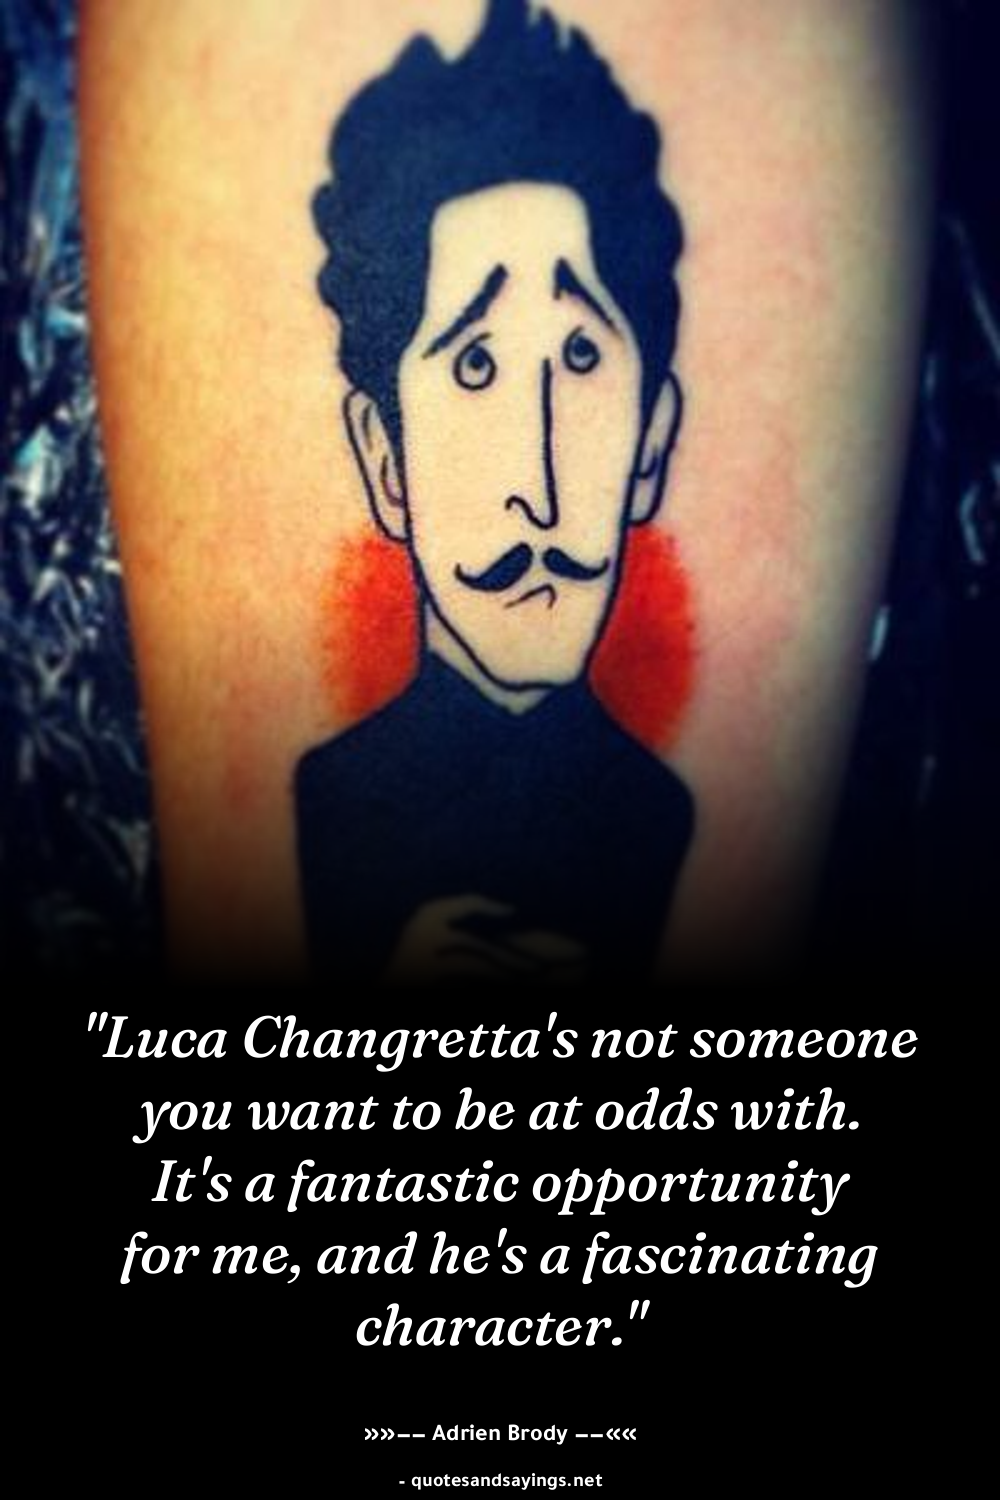 "Luca Changretta's not someone
you want to be at odds with.
It's a fantastic opportunity
for me, and he's a fascinating
character."
»»−− Adrien Brody −−««
- quotesandsayings.net